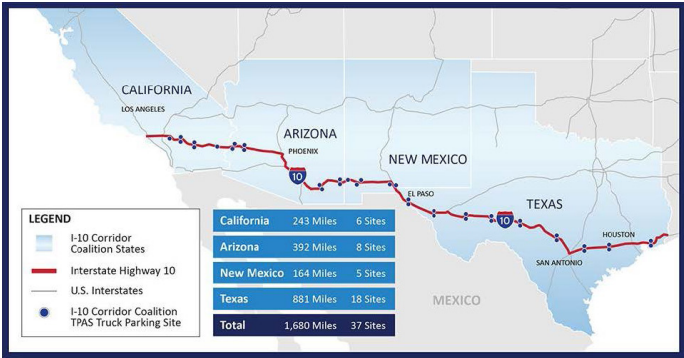 CALIFORNIA
LOS ANGELES
ARIZONA
PHOENIX
10
NEW MEXICO
EL PASO
TEXAS
10
HOUSTON
SAN ANTONIO
MEXICO
LEGEND
I-10 Corridor
Coalition States
Interstate Highway 10
U.S. Interstates
I-10 Corridor Coalition
TPAS Truck Parking Site
California 243 Miles 6 Sites
Arizona 392 Miles 8 Sites
New Mexico 164 Miles 5 Sites
Texas 881 Miles 18 Sites
Total 1,680 Miles 37 Sites